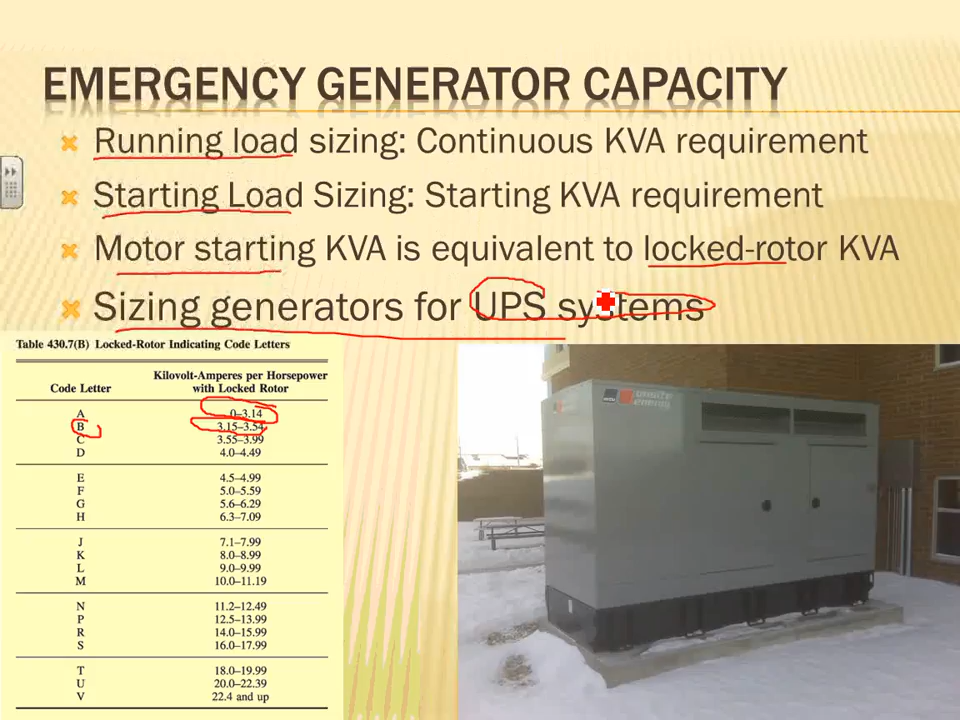 EMERGENCY GENERATOR CAPACITY
Running load sizing: Continuous KVA requirement
Starting Load Sizing: Starting KVA requirement
Motor starting KVA is equivalent to locked-rotor KVA
Sizing generators for UPS systems
Table 430.7(B) Locked-Rotor Indicating Code Letters
Code Letter Kilovolt-Amperes per Horsepower with Locked Rotor
A 0–3.14
B 3.15–3.54
C 3.55–3.99
D 4.0–4.49
E 4.5–4.99
F 5.0–5.59
G 5.6–6.29
H 6.3–7.09
J 7.1–7.99
K 8.0–8.99
L 9.0–9.99
M 10.0–11.19
N 11.2–12.49
P 12.5–13.99
R 14.0–15.99
S 16.0–17.99
T 18.0–19.99
U 20.0–22.39
V 22.4 and up
onsite
energy